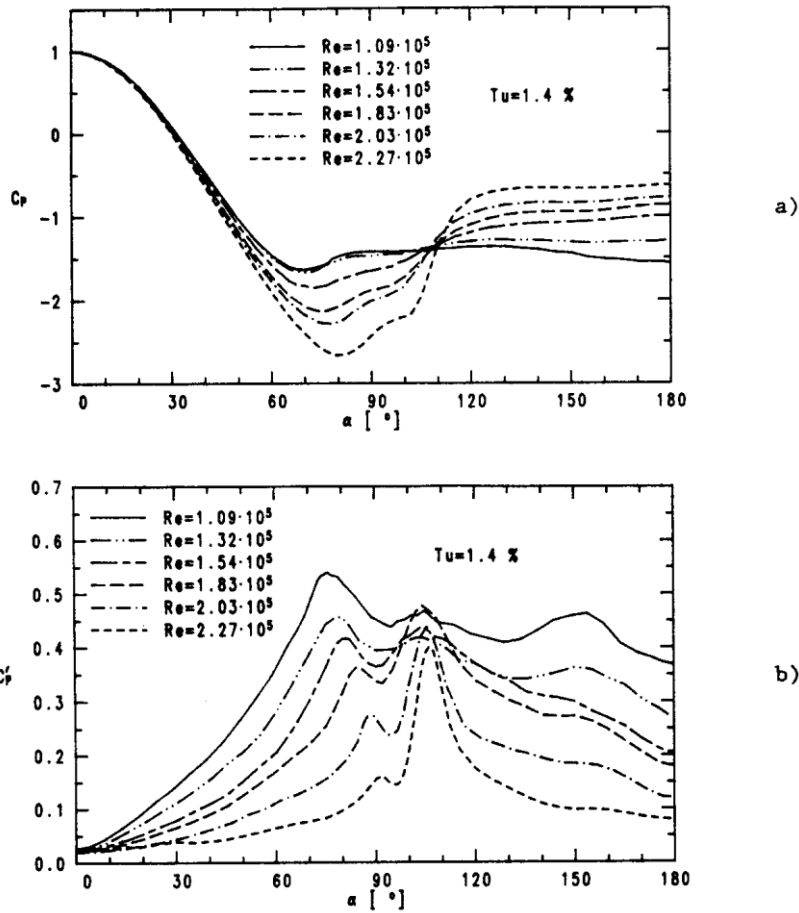 1
Re=1.09·10⁵
Re=1.32·10⁵
Re=1.54·10⁵
Re=1.83·10⁵
Re=2.03·10⁵
Re=2.27·10⁵
Tu=1.4 %
0
Cₚ
-1
a)
-2
-3
0 30 60 90 120 150 180
α [ °]
0.7
Re=1.09·10⁵
0.6
Re=1.32·10⁵
Re=1.54·10⁵
Re=1.83·10⁵
Re=2.03·10⁵
Re=2.27·10⁵
Tu=1.4 %
0.5
0.4
Cₚ′
b)
0.3
0.2
0.1
0.0
0 30 60 90 120 150 180
α [ °]